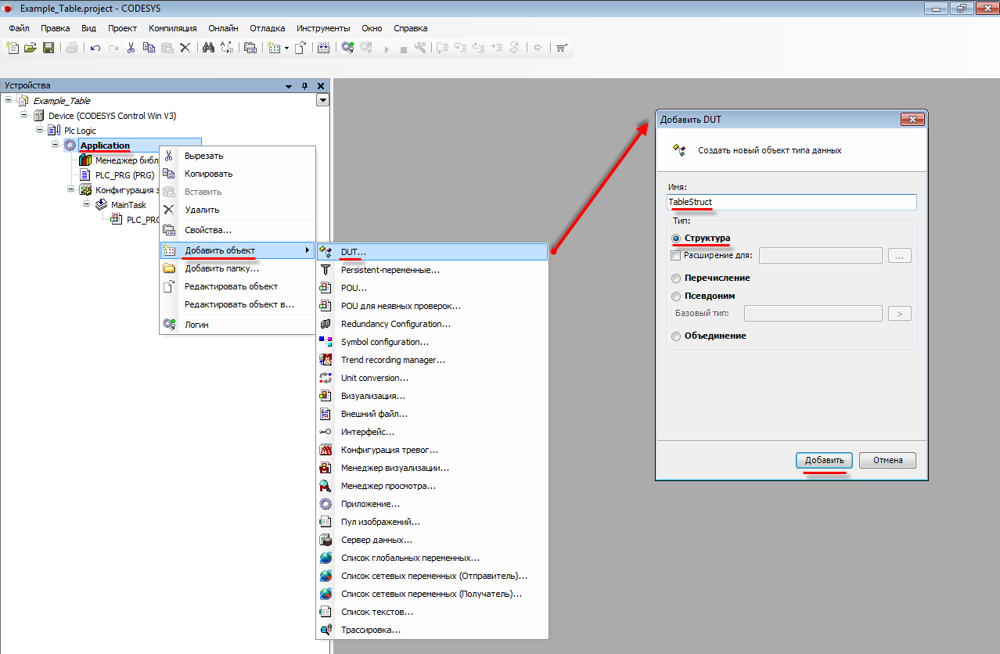 Example_Table.project - CODESYS
Файл Правка Вид Проект Компиляция Онлайн Отладка Инструменты Окно Справка
Устройства
Example_Table
Device (CODESYS Control Win V3)
Plc Logic
Application
Менеджер библ
PLC_PRG (PRG)
Конфигурация з
MainTask
PLC_PRG
Вырезать
Копировать
Вставить
Удалить
Свойства...
Добавить объект
Добавить папку...
Редактировать объект
Редактировать объект в...
Логин
DUT...
Persistent-переменные...
POU...
POU для неявных проверок...
Redundancy Configuration...
Symbol configuration...
Trend recording manager...
Unit conversion...
Визуализация...
Внешний файл...
Интерфейс...
Конфигурация тревог...
Менеджер визуализации...
Менеджер просмотра...
Приложение...
Пул изображений...
Сервер данных...
Список глобальных переменных...
Список сетевых переменных (Отправитель)...
Список сетевых переменных (Получатель)...
Список текстов...
Трассировка...
Добавить DUT
Создать новый объект типа данных
Имя:
TableStruct
Тип:
Структура
Расширение для: ...
Перечисление
Псевдоним
Базовый тип: >
Объединение
Добавить Отмена